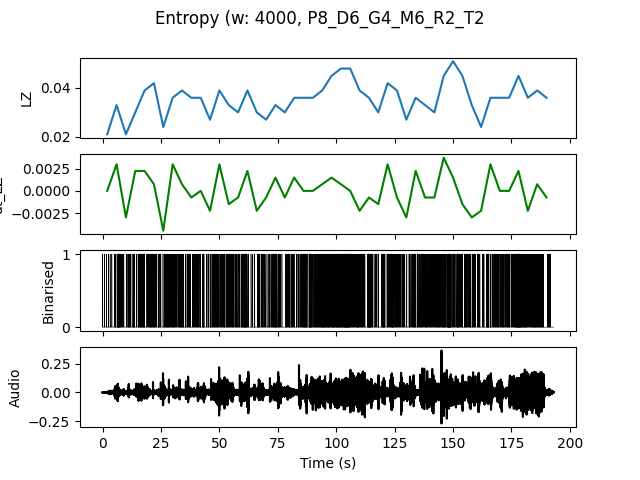 Entropy (w: 4000, P8_D6_G4_M6_R2_T2
LZ
0.04
0.02
0.0025
0.0000
−0.0025
Binarised
1
0
Audio
0.25
0.00
−0.25
0 25 50 75 100 125 150 175 200
Time (s)